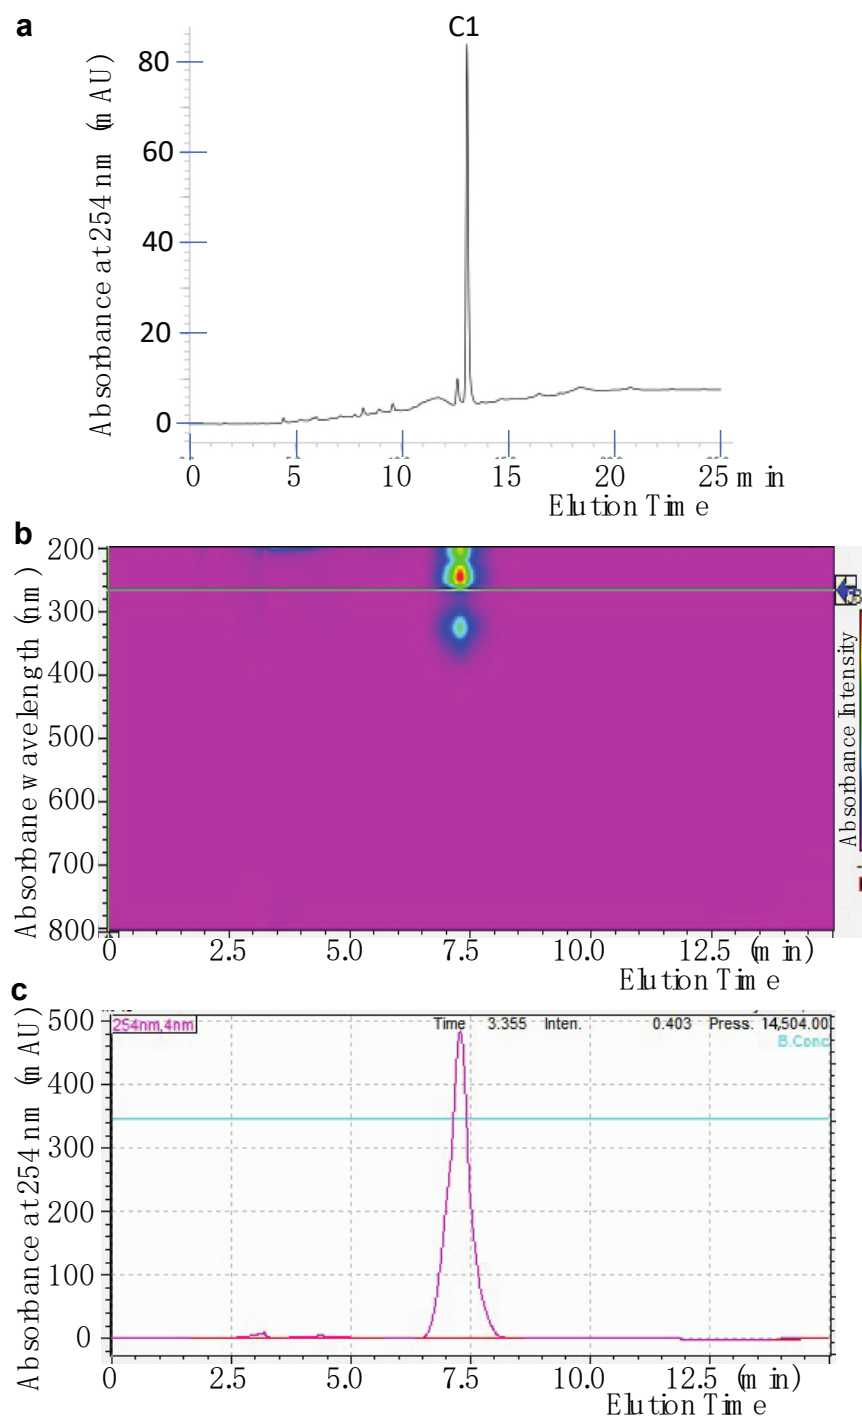 a
C1
Absorbance at 254 nm (mAU)
80
60
40
20
0
0 5 10 15 20 25 min
Elution Time
b
Absorbane wavelength (nm)
200
300
400
500
600
700
800
0 2.5 5.0 7.5 10.0 12.5 (min)
Elution Time
Absorbance Intensity
c
Absorbance at 254 nm (mAU)
254nm,4nm
Time 3.355 Inten. 0.403 Press: 14,504.00
B.Conc
500
400
300
200
100
0
0 2.5 5.0 7.5 10.0 12.5 (min)
Elution Time